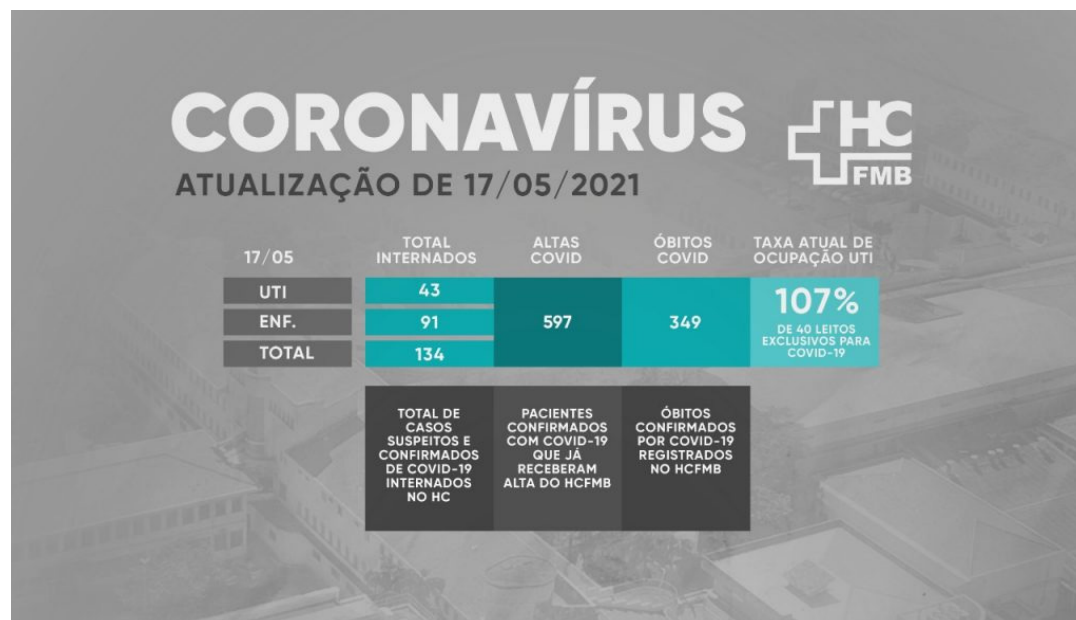 CORONAVÍRUS
HC
FMB
ATUALIZAÇÃO DE 17/05/2021
17/05
TOTAL
INTERNADOS
ALTAS
COVID
ÓBITOS
COVID
TAXA ATUAL DE
OCUPAÇÃO UTI
UTI
43
ENF.
91
TOTAL
134
597
349
107%
DE 40 LEITOS
EXCLUSIVOS PARA
COVID-19
TOTAL DE
CASOS
SUSPEITOS E
CONFIRMADOS
DE COVID-19
INTERNADOS
NO HC
PACIENTES
CONFIRMADOS
COM COVID-19
QUE JÁ
RECEBERAM
ALTA DO HCFMB
ÓBITOS
CONFIRMADOS
POR COVID-19
REGISTRADOS
NO HCFMB